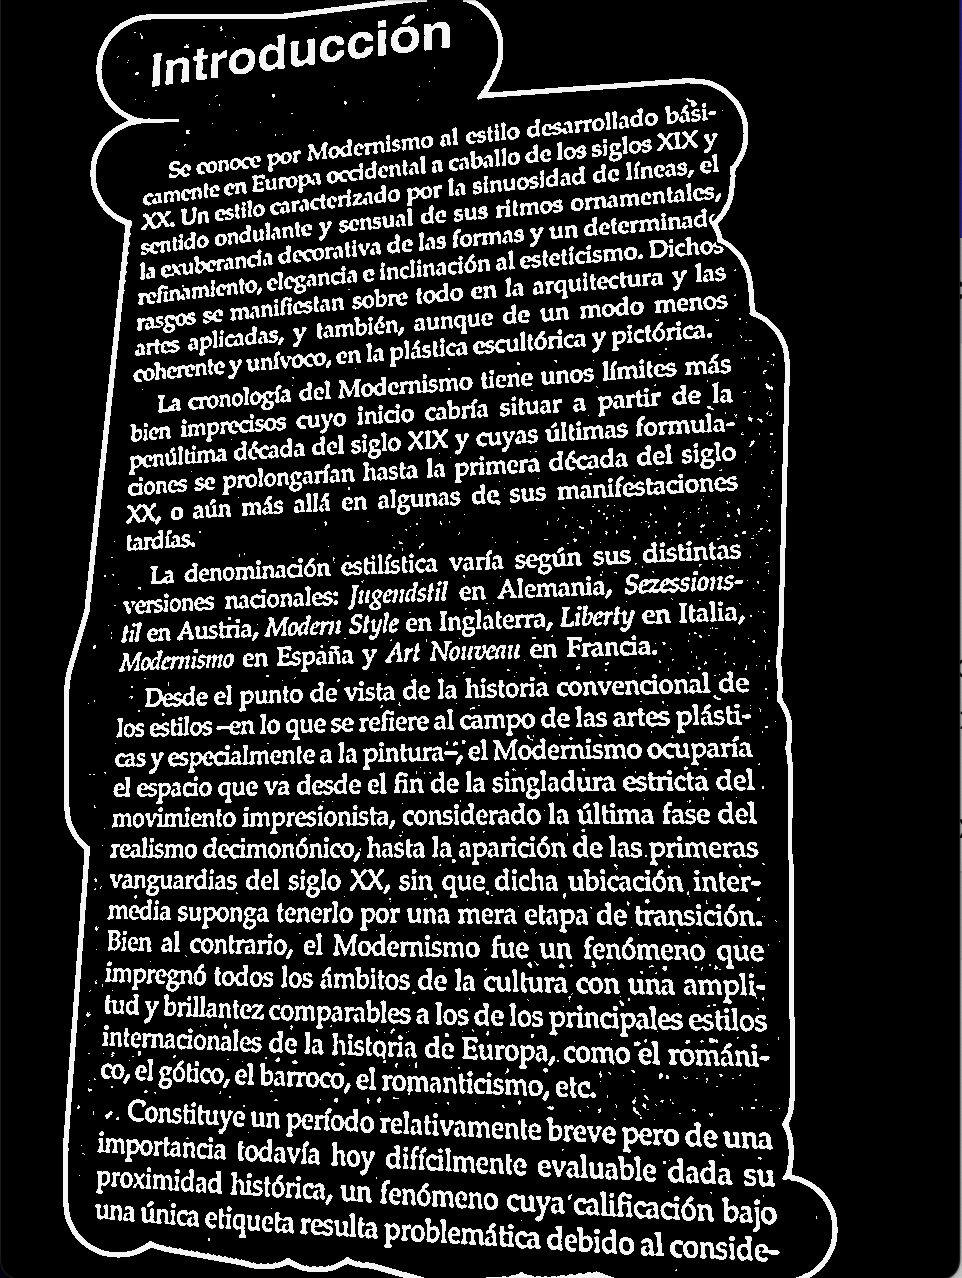 Introducción
Se conoce por Modernismo al estilo desarrollado bási-
camente en Europa occidental a caballo de los siglos XIX y
XX. Un estilo caracterizado por la sinuosidad de líneas, el
sentido ondulante y sensual de sus ritmos ornamentales,
la exuberancia decorativa de las formas y un determinado
refinamiento, elegancia e inclinación al esteticismo. Dichos
rasgos se manifiestan sobre todo en la arquitectura y las
artes aplicadas, y también, aunque de un modo menos
coherente y unívoco, en la plástica escultórica y pictórica.
La cronología del Modernismo tiene unos límites más
bien imprecisos cuyo inicio cabría situar a partir de la
penúltima década del siglo XIX y cuyas últimas formula-
ciones se prolongarían hasta la primera década del siglo
XX, o aún más allá en algunas de sus manifestaciones
tardías.
La denominación estilística varía según sus distintas
versiones nacionales: Jugendstil en Alemania, Sezessions-
til en Austria, Modern Style en Inglaterra, Liberty en Italia,
Modernismo en España y Art Nouveau en Francia.
Desde el punto de vista de la historia convencional de
los estilos –en lo que se refiere al campo de las artes plásti-
cas y especialmente a la pintura–, el Modernismo ocuparía
el espacio que va desde el fin de la singladura estricta del
movimiento impresionista, considerado la última fase del
realismo decimonónico, hasta la aparición de las primeras
vanguardias del siglo XX, sin que dicha ubicación inter-
media suponga tenerlo por una mera etapa de transición.
Bien al contrario, el Modernismo fue un fenómeno que
impregnó todos los ámbitos de la cultura con una ampli-
tud y brillantez comparables a los de los principales estilos
internacionales de la historia de Europa, como el románi-
co, el gótico, el barroco, el romanticismo, etc.
Constituye un período relativamente breve pero de una
importancia todavía hoy difícilmente evaluable dada su
proximidad histórica, un fenómeno cuya calificación bajo
una única etiqueta resulta problemática debido al conside-